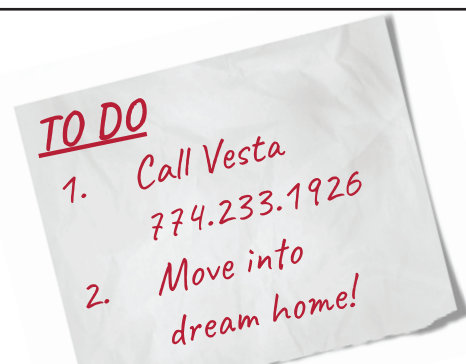 TO DO
1. Call Vesta
774.233.1926
2. Move into
dream home!